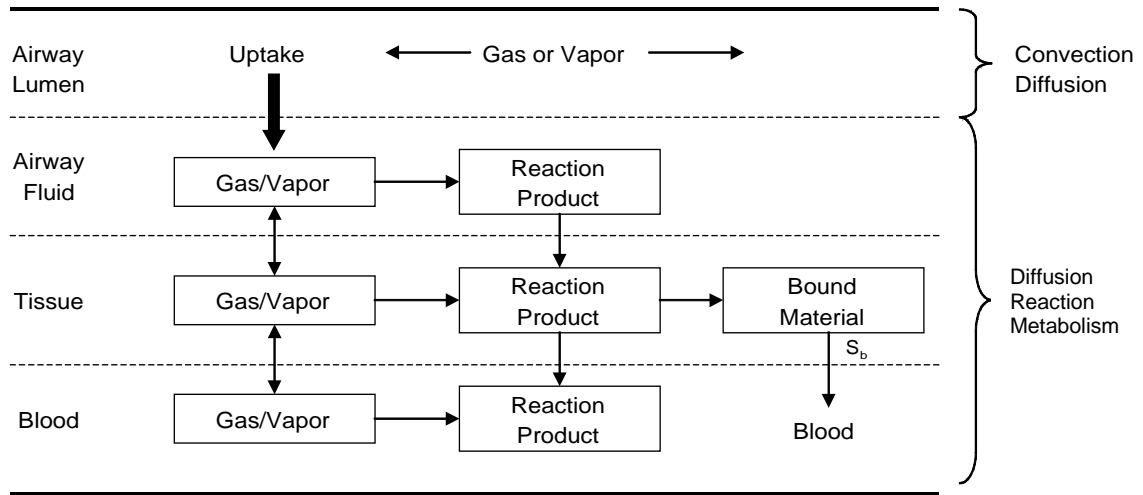 Airway
Lumen
Uptake
Gas or Vapor
Convection
Diffusion
Airway
Fluid
Gas/Vapor
Reaction
Product
Tissue
Gas/Vapor
Reaction
Product
Bound
Material
S_b
Diffusion
Reaction
Metabolism
Blood
Gas/Vapor
Reaction
Product
Blood